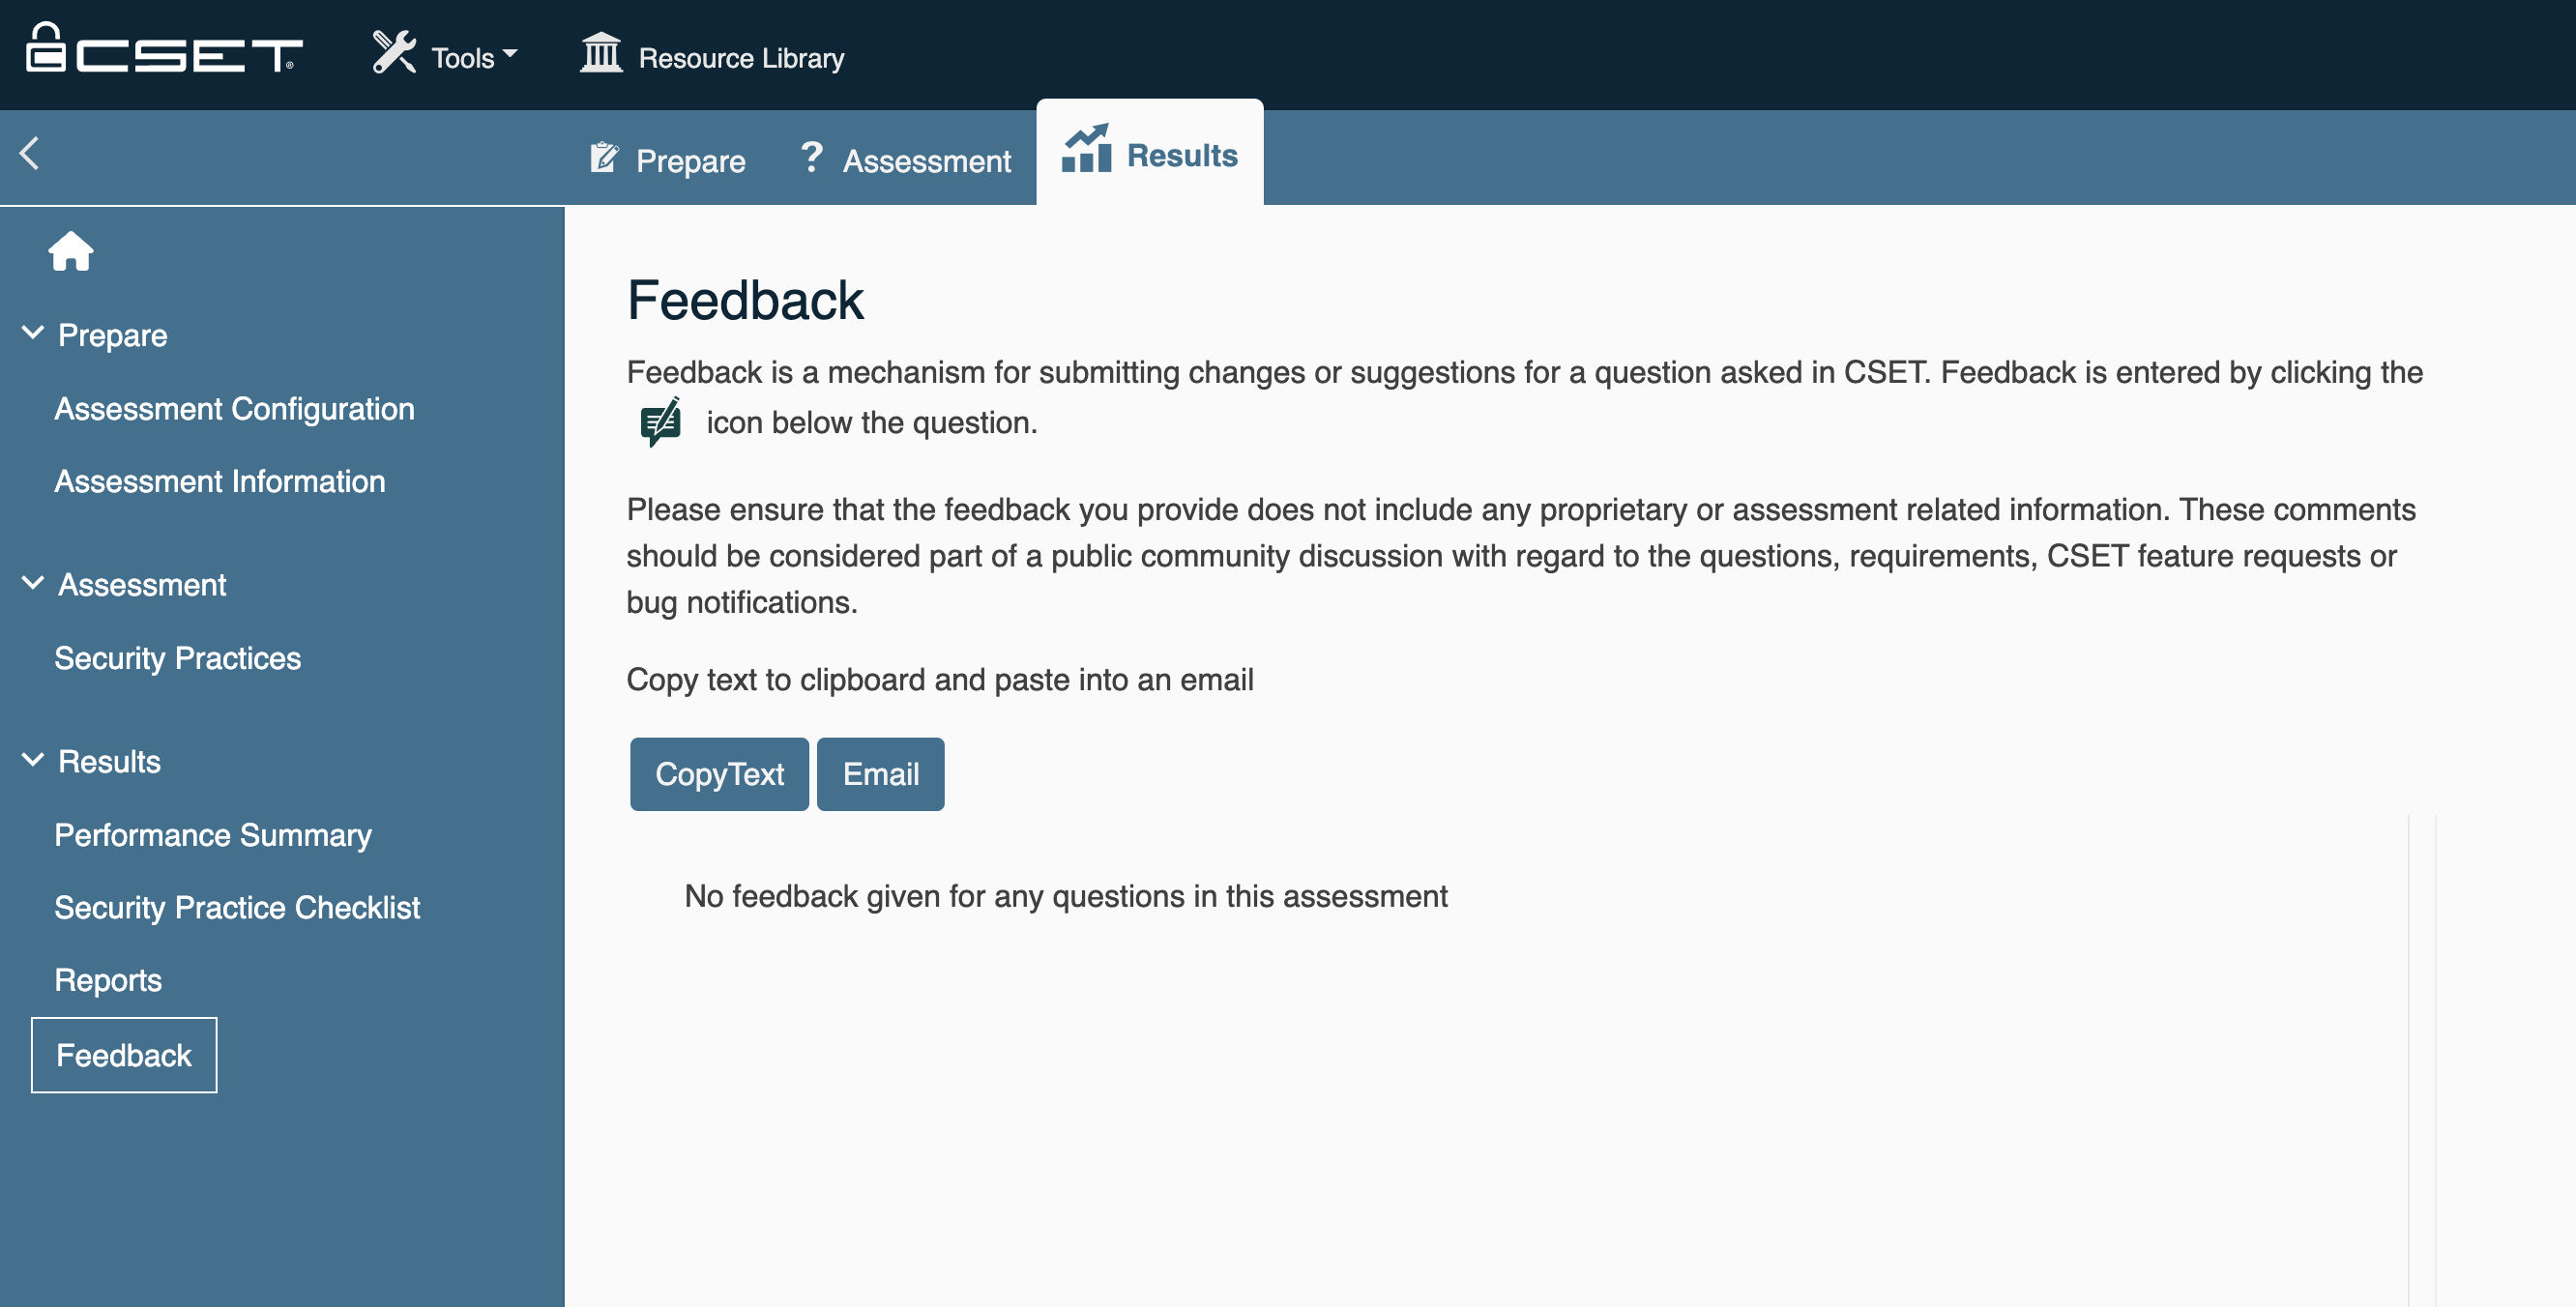 CSET®
Tools
Resource Library
Prepare
? Assessment
Results
Prepare
Assessment Configuration
Assessment Information
Assessment
Security Practices
Results
Performance Summary
Security Practice Checklist
Reports
Feedback
Feedback
Feedback is a mechanism for submitting changes or suggestions for a question asked in CSET. Feedback is entered by clicking the
icon below the question.
Please ensure that the feedback you provide does not include any proprietary or assessment related information. These comments
should be considered part of a public community discussion with regard to the questions, requirements, CSET feature requests or
bug notifications.
Copy text to clipboard and paste into an email
CopyText
Email
No feedback given for any questions in this assessment